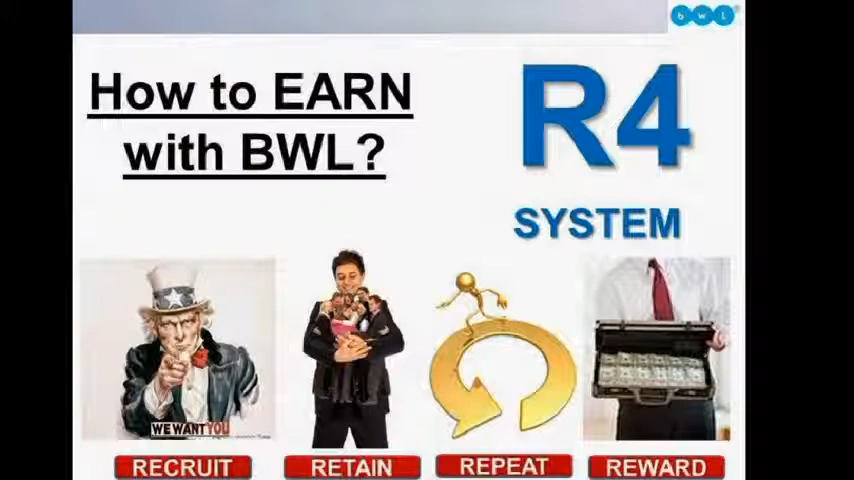 bwl
How to EARN
with BWL?
R4
SYSTEM
WE WANT YOU
RECRUIT
RETAIN
REPEAT
REWARD